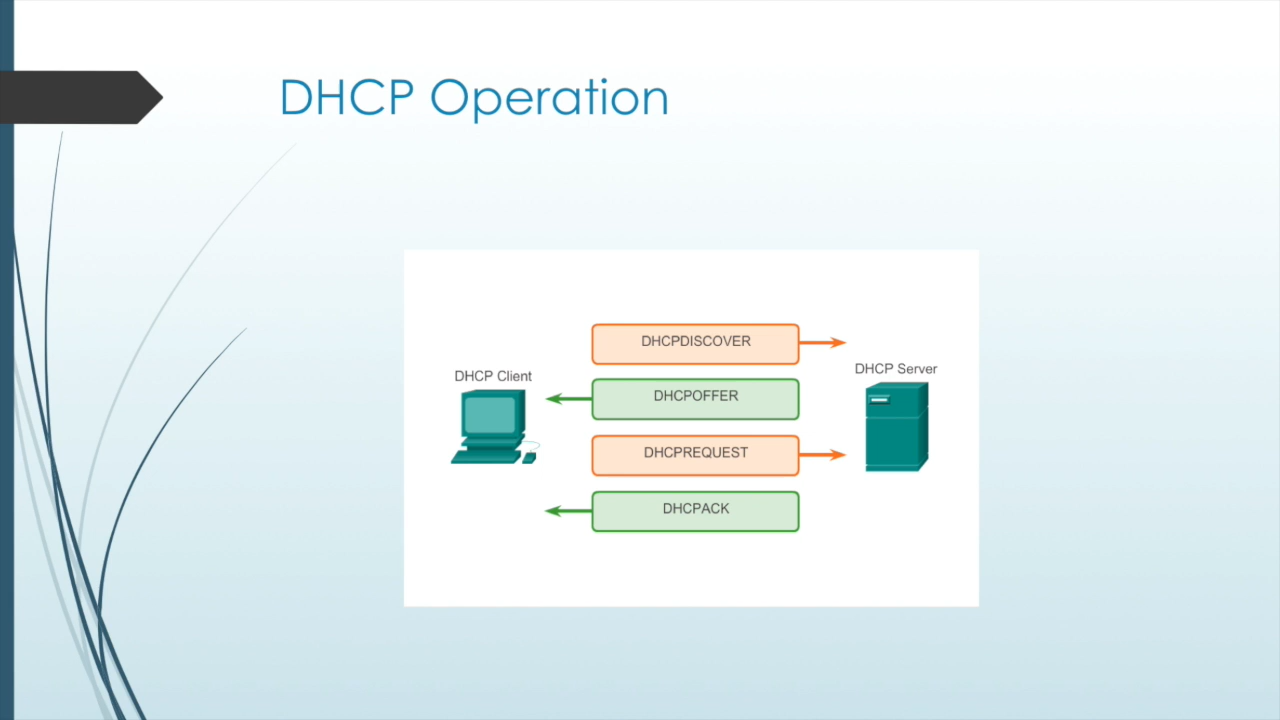 DHCP Operation
DHCPDISCOVER
DHCP Server
DHCP Client
DHCPOFFER
DHCPREQUEST
DHCPACK